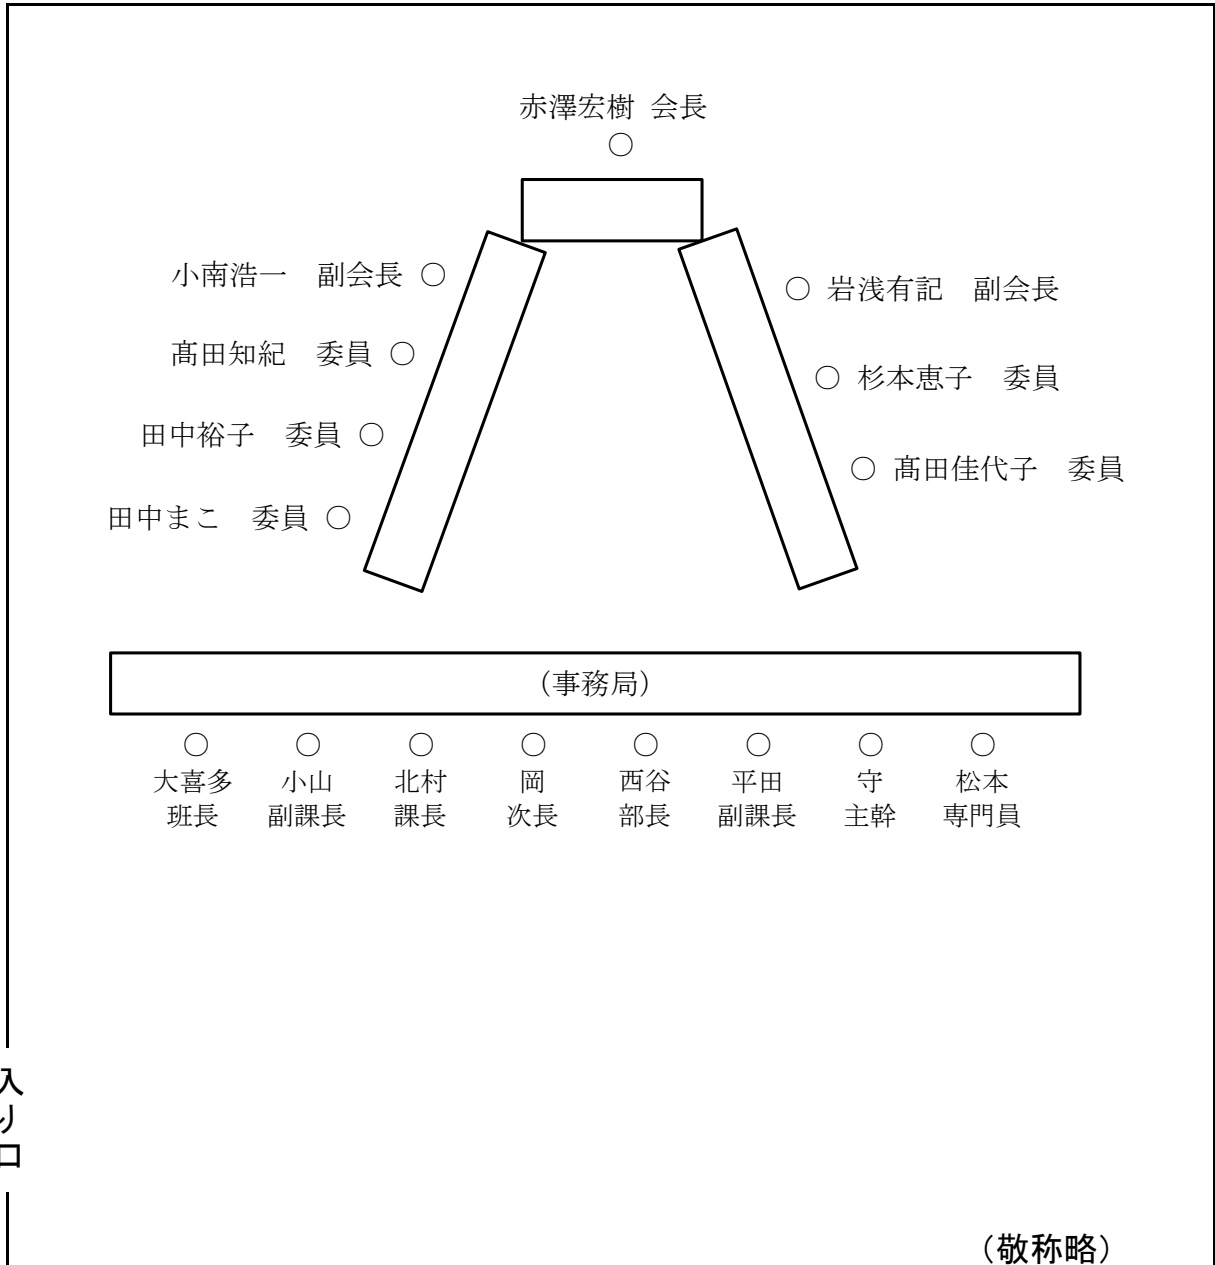 赤澤宏樹 会長
○
小南浩一 副会長 ○
○ 岩浅有記 副会長
髙田知紀 委員 ○
○ 杉本恵子 委員
田中裕子 委員 ○
○ 髙田佳代子 委員
田中まこ 委員 ○
(事務局)
○ ○ ○ ○ ○ ○ ○ ○
大喜多 小山 北村 岡 西谷 平田 守 松本
班長 副課長 課長 次長 部長 副課長 主幹 専門員
入り口
(敬称略)